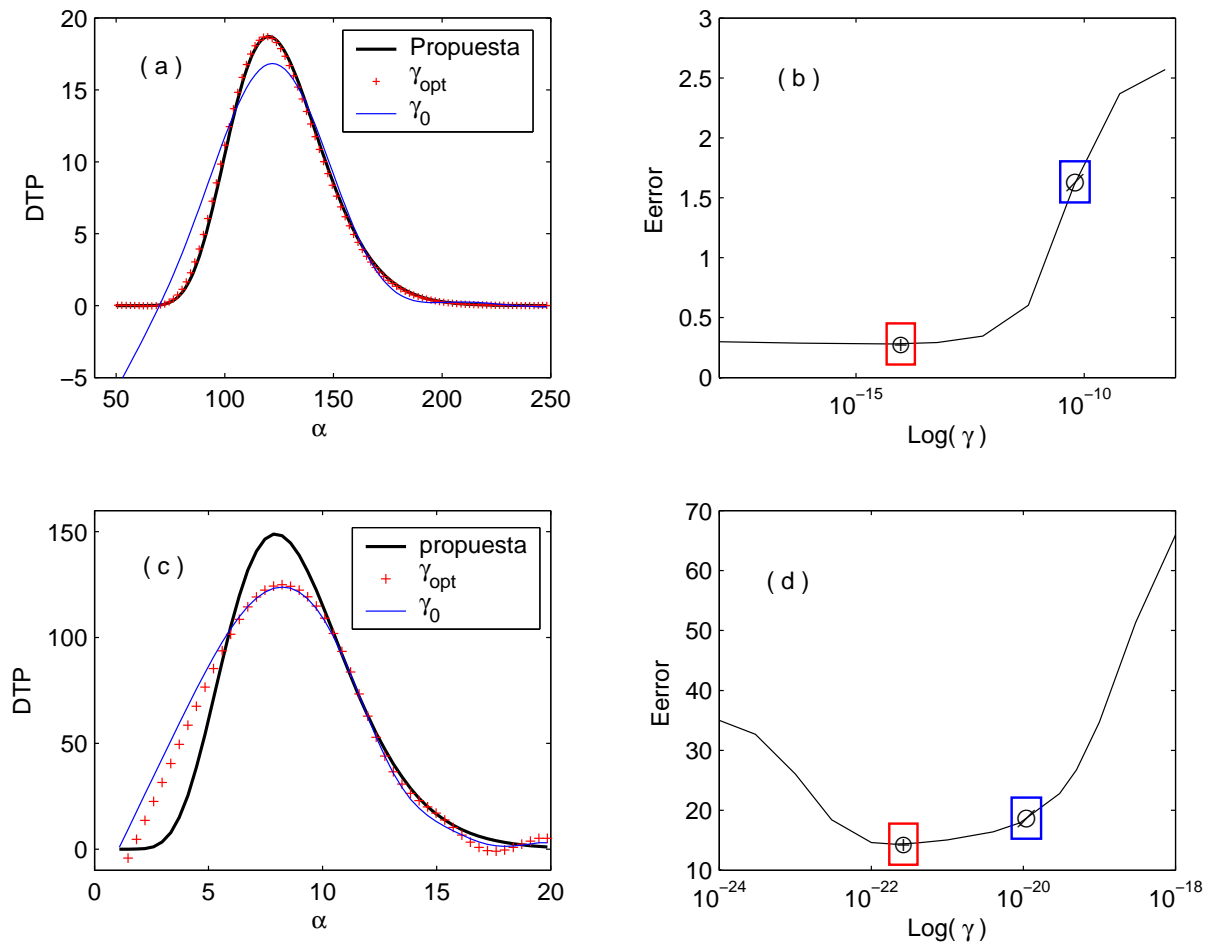 ( a )
Propuesta
γopt
γ0
DTP
20
15
10
5
0
−5
50
100
150
200
250
α
( b )
Eerror
3
2.5
2
1.5
1
0.5
0
10−15
10−10
Log( γ )
( c )
propuesta
γopt
γ0
DTP
150
100
50
0
0
5
10
15
20
α
( d )
Eerror
70
60
50
40
30
20
10
10−24
10−22
10−20
10−18
Log( γ )